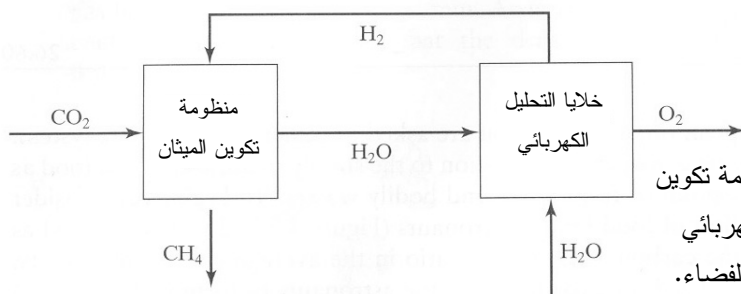 H₂
منظومة
تكوين الميثان
خلايا التحليل
الكهربائي
CO₂
H₂O
O₂
مة تكوين
هربائي
لفضاء.
CH₄
H₂O